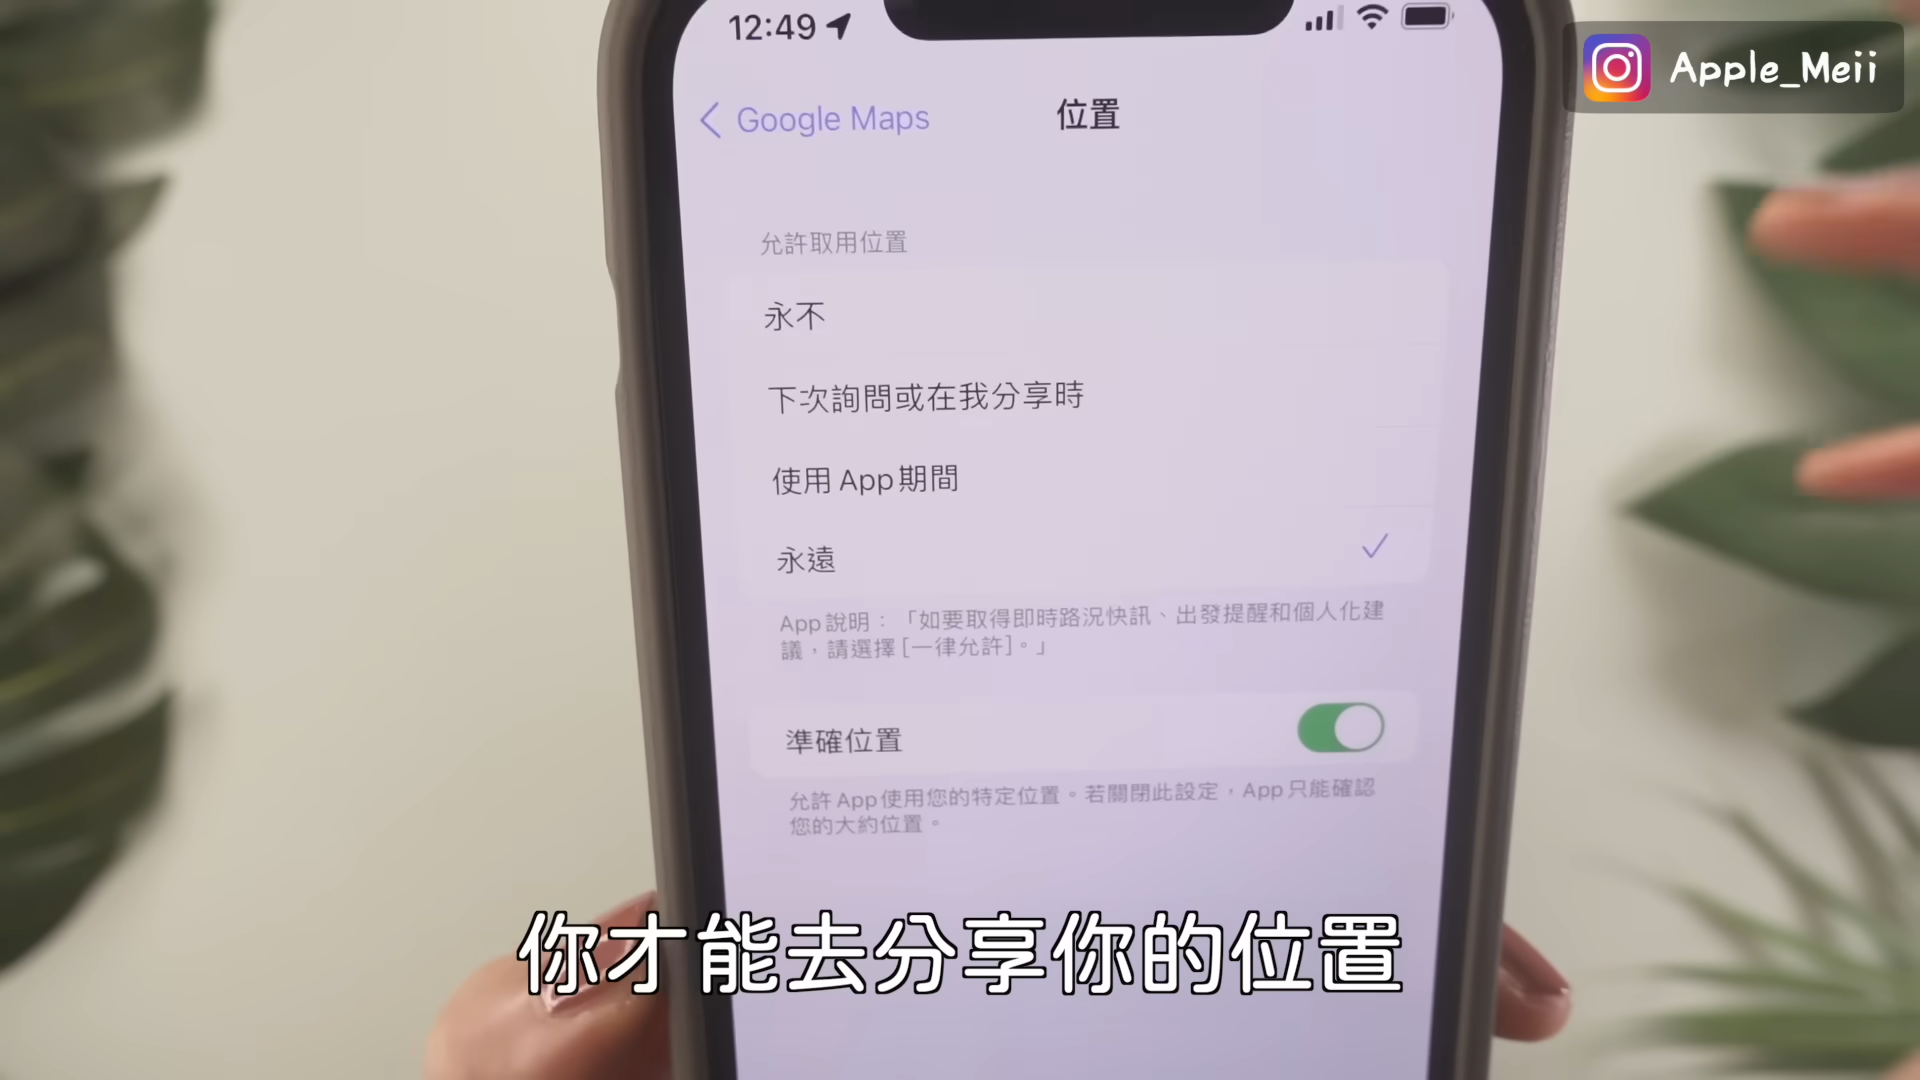 12:49
Apple_Meii
Google Maps
位置
允許取用位置
永不
下次詢問或在我分享時
使用 App 期間
永遠
App 說明：「如要取得即時路況快訊、出發提醒和個人化建
議，請選擇 [一律允許]。」
準確位置
允許 App 使用您的特定位置。若關閉此設定，App 只能確認
您的大約位置。
你才能去分享你的位置